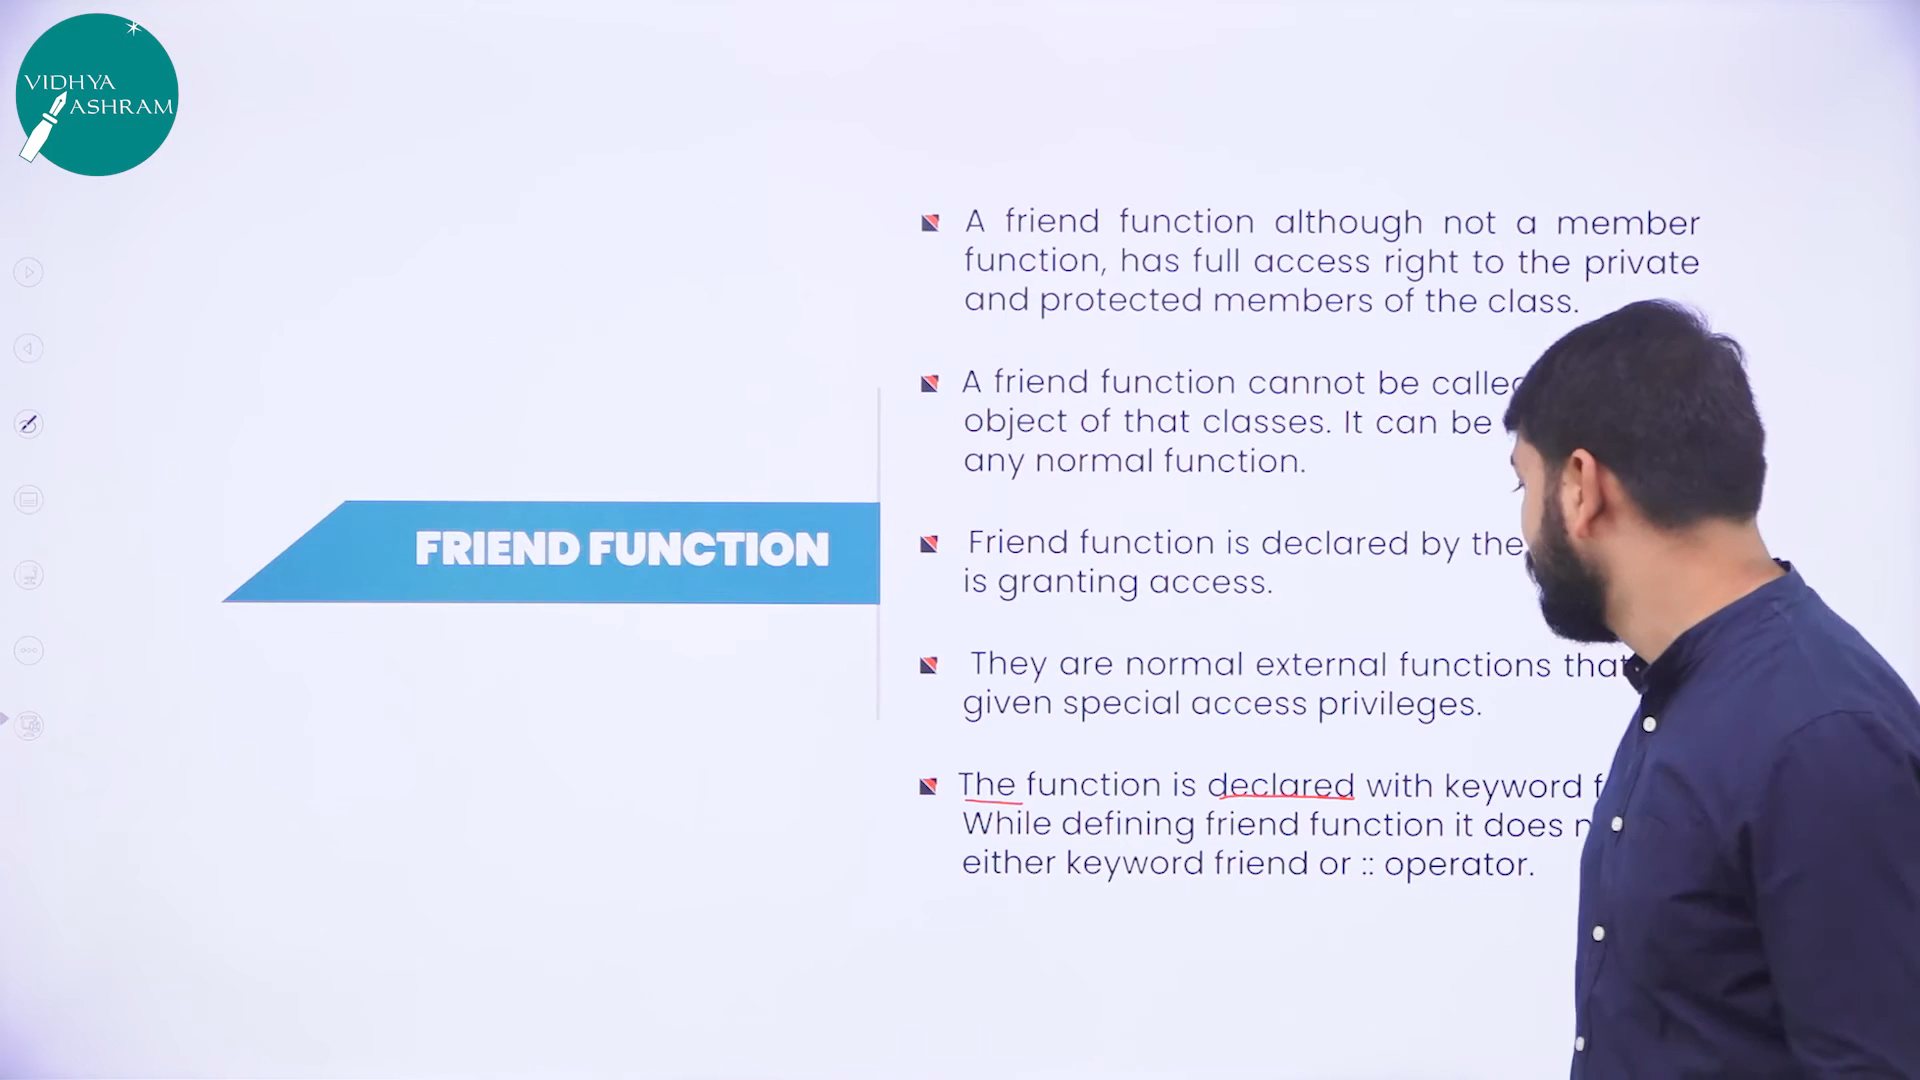 VIDHYA
ASHRAM
A friend function although not a member
function, has full access right to the private
and protected members of the class.
A friend function cannot be called
object of that classes. It can be
any normal function.
FRIEND FUNCTION
Friend function is declared by the
is granting access.
They are normal external functions that
given special access privileges.
The function is declared with keyword
While defining friend function it does
either keyword friend or :: operator.